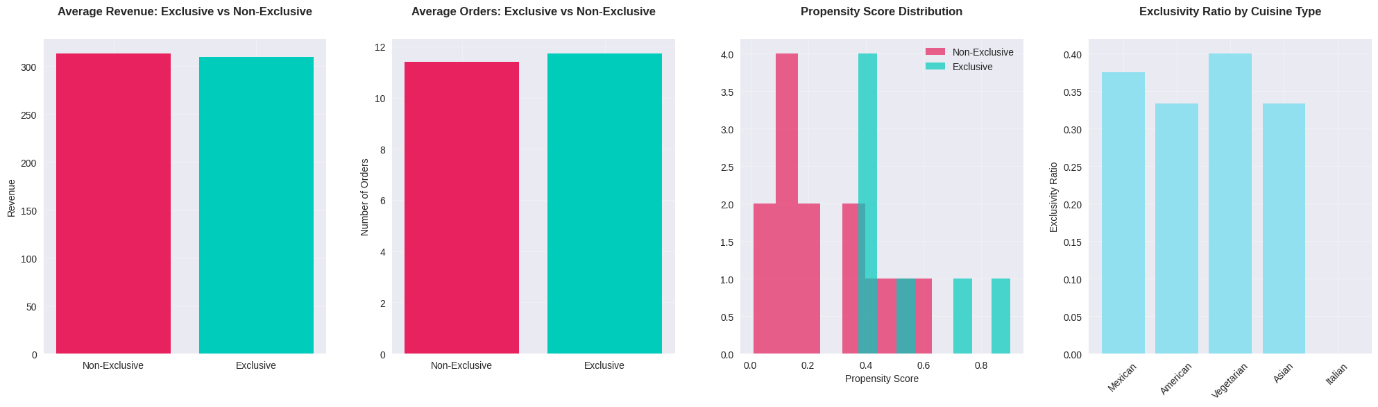 Average Revenue: Exclusive vs Non-Exclusive
Revenue
300
250
200
150
100
50
0
Non-Exclusive
Exclusive
Average Orders: Exclusive vs Non-Exclusive
Number of Orders
12
10
8
6
4
2
0
Non-Exclusive
Exclusive
Propensity Score Distribution
Non-Exclusive
Exclusive
4.0
3.5
3.0
2.5
2.0
1.5
1.0
0.5
0.0
0.0
0.2
0.4
0.6
0.8
Propensity Score
Exclusivity Ratio by Cuisine Type
Exclusivity Ratio
0.40
0.35
0.30
0.25
0.20
0.15
0.10
0.05
0.00
Mexican
American
Vegetarian
Asian
Italian